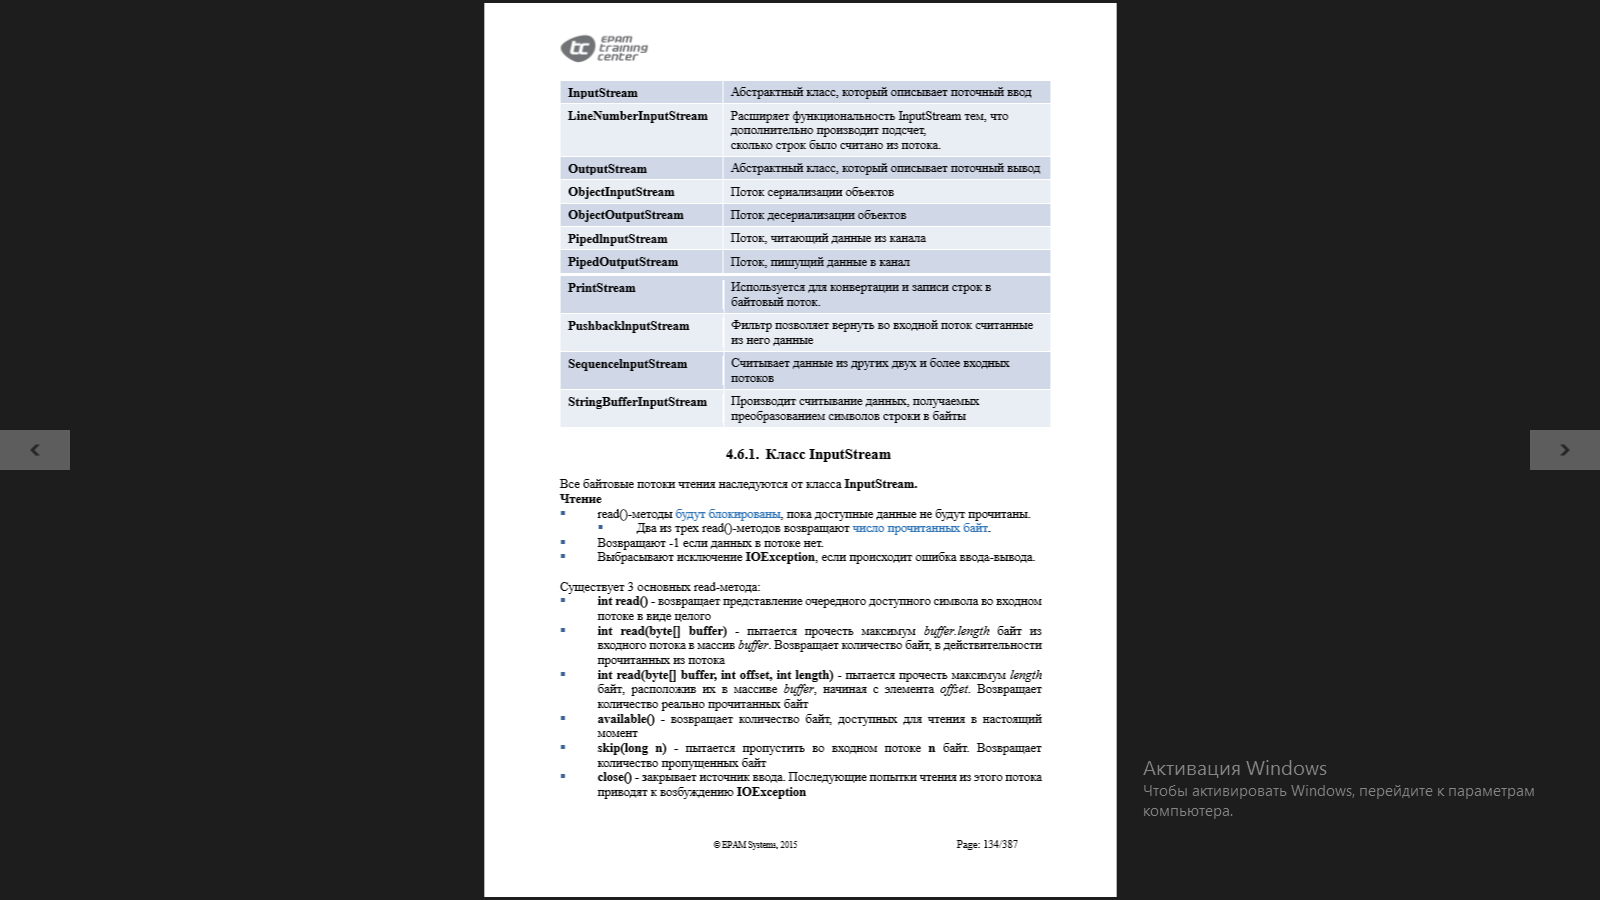 EPAM
tc training
center
InputStream Абстрактный класс, который описывает поточный ввод
LineNumberInputStream Расширяет функциональность InputStream тем, что
дополнительно производит подсчет,
сколько строк было считано из потока.
OutputStream Абстрактный класс, который описывает поточный вывод
ObjectInputStream Поток сериализации объектов
ObjectOutputStream Поток десериализации объектов
PipedlnputStream Поток, читающий данные из канала
PipedOutputStream Поток, пишущий данные в канал
PrintStream Используется для конвертации и записи строк в
байтовый поток.
PushbacklnputStream Фильтр позволяет вернуть во входной поток считанные
из него данные
SequencelnputStream Считывает данные из других двух и более входных
потоков
StringBufferInputStream Производит считывание данных, получаемых
преобразованием символов строки в байты
4.6.1. Класс InputStream
Все байтовые потоки чтения наследуются от класса InputStream.
Чтение
▪ read()-методы будут блокированы, пока доступные данные не будут прочитаны.
▪ Два из трех read()-методов возвращают число прочитанных байт.
▪ Возвращают -1 если данных в потоке нет.
▪ Выбрасывают исключение IOException, если происходит ошибка ввода-вывода.
Существует 3 основных read-метода:
▪ int read() - возвращает представление очередного доступного символа во входном
потоке в виде целого
▪ int read(byte[] buffer) - пытается прочесть максимум buffer.length байт из
входного потока в массив buffer. Возвращает количество байт, в действительности
прочитанных из потока
▪ int read(byte[] buffer, int offset, int length) - пытается прочесть максимум length
байт, расположив их в массиве buffer, начиная с элемента offset. Возвращает
количество реально прочитанных байт
▪ available() - возвращает количество байт, доступных для чтения в настоящий
момент
▪ skip(long n) - пытается пропустить во входном потоке n байт. Возвращает
количество пропущенных байт
▪ close() - закрывает источник ввода. Последующие попытки чтения из этого потока
приводят к возбуждению IOException
© EPAM Systems, 2015 Page: 134/387
Активация Windows
Чтобы активировать Windows, перейдите к параметрам
компьютера.